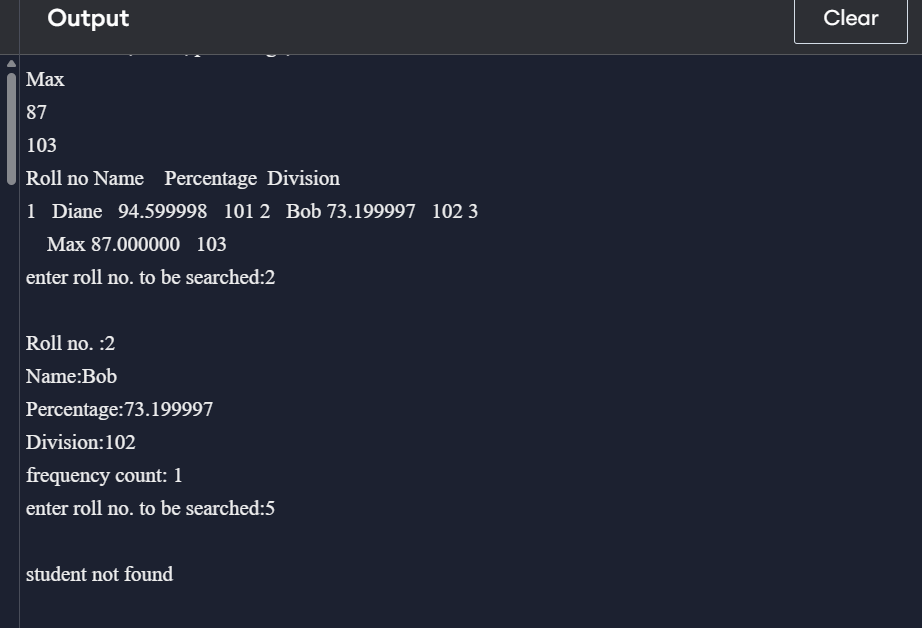 Output
Clear
Max
87
103
Roll no Name    Percentage  Division
1   Diane   94.599998   101 2   Bob 73.199997   102 3
    Max 87.000000   103
enter roll no. to be searched:2

Roll no. :2
Name:Bob
Percentage:73.199997
Division:102
frequency count: 1
enter roll no. to be searched:5

student not found